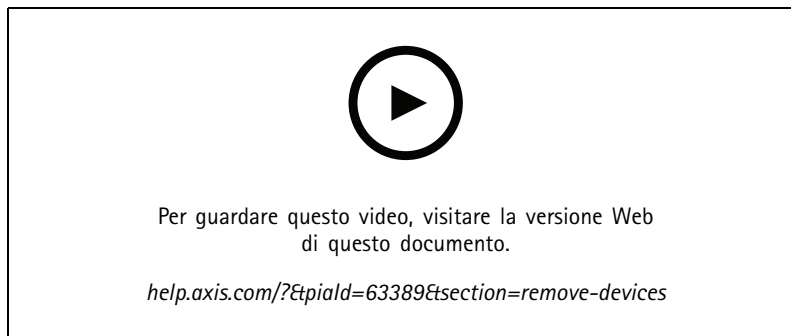 Per guardare questo video, visitare la versione Web
di questo documento.
help.axis.com/?&piaId=63389&section=remove-devices